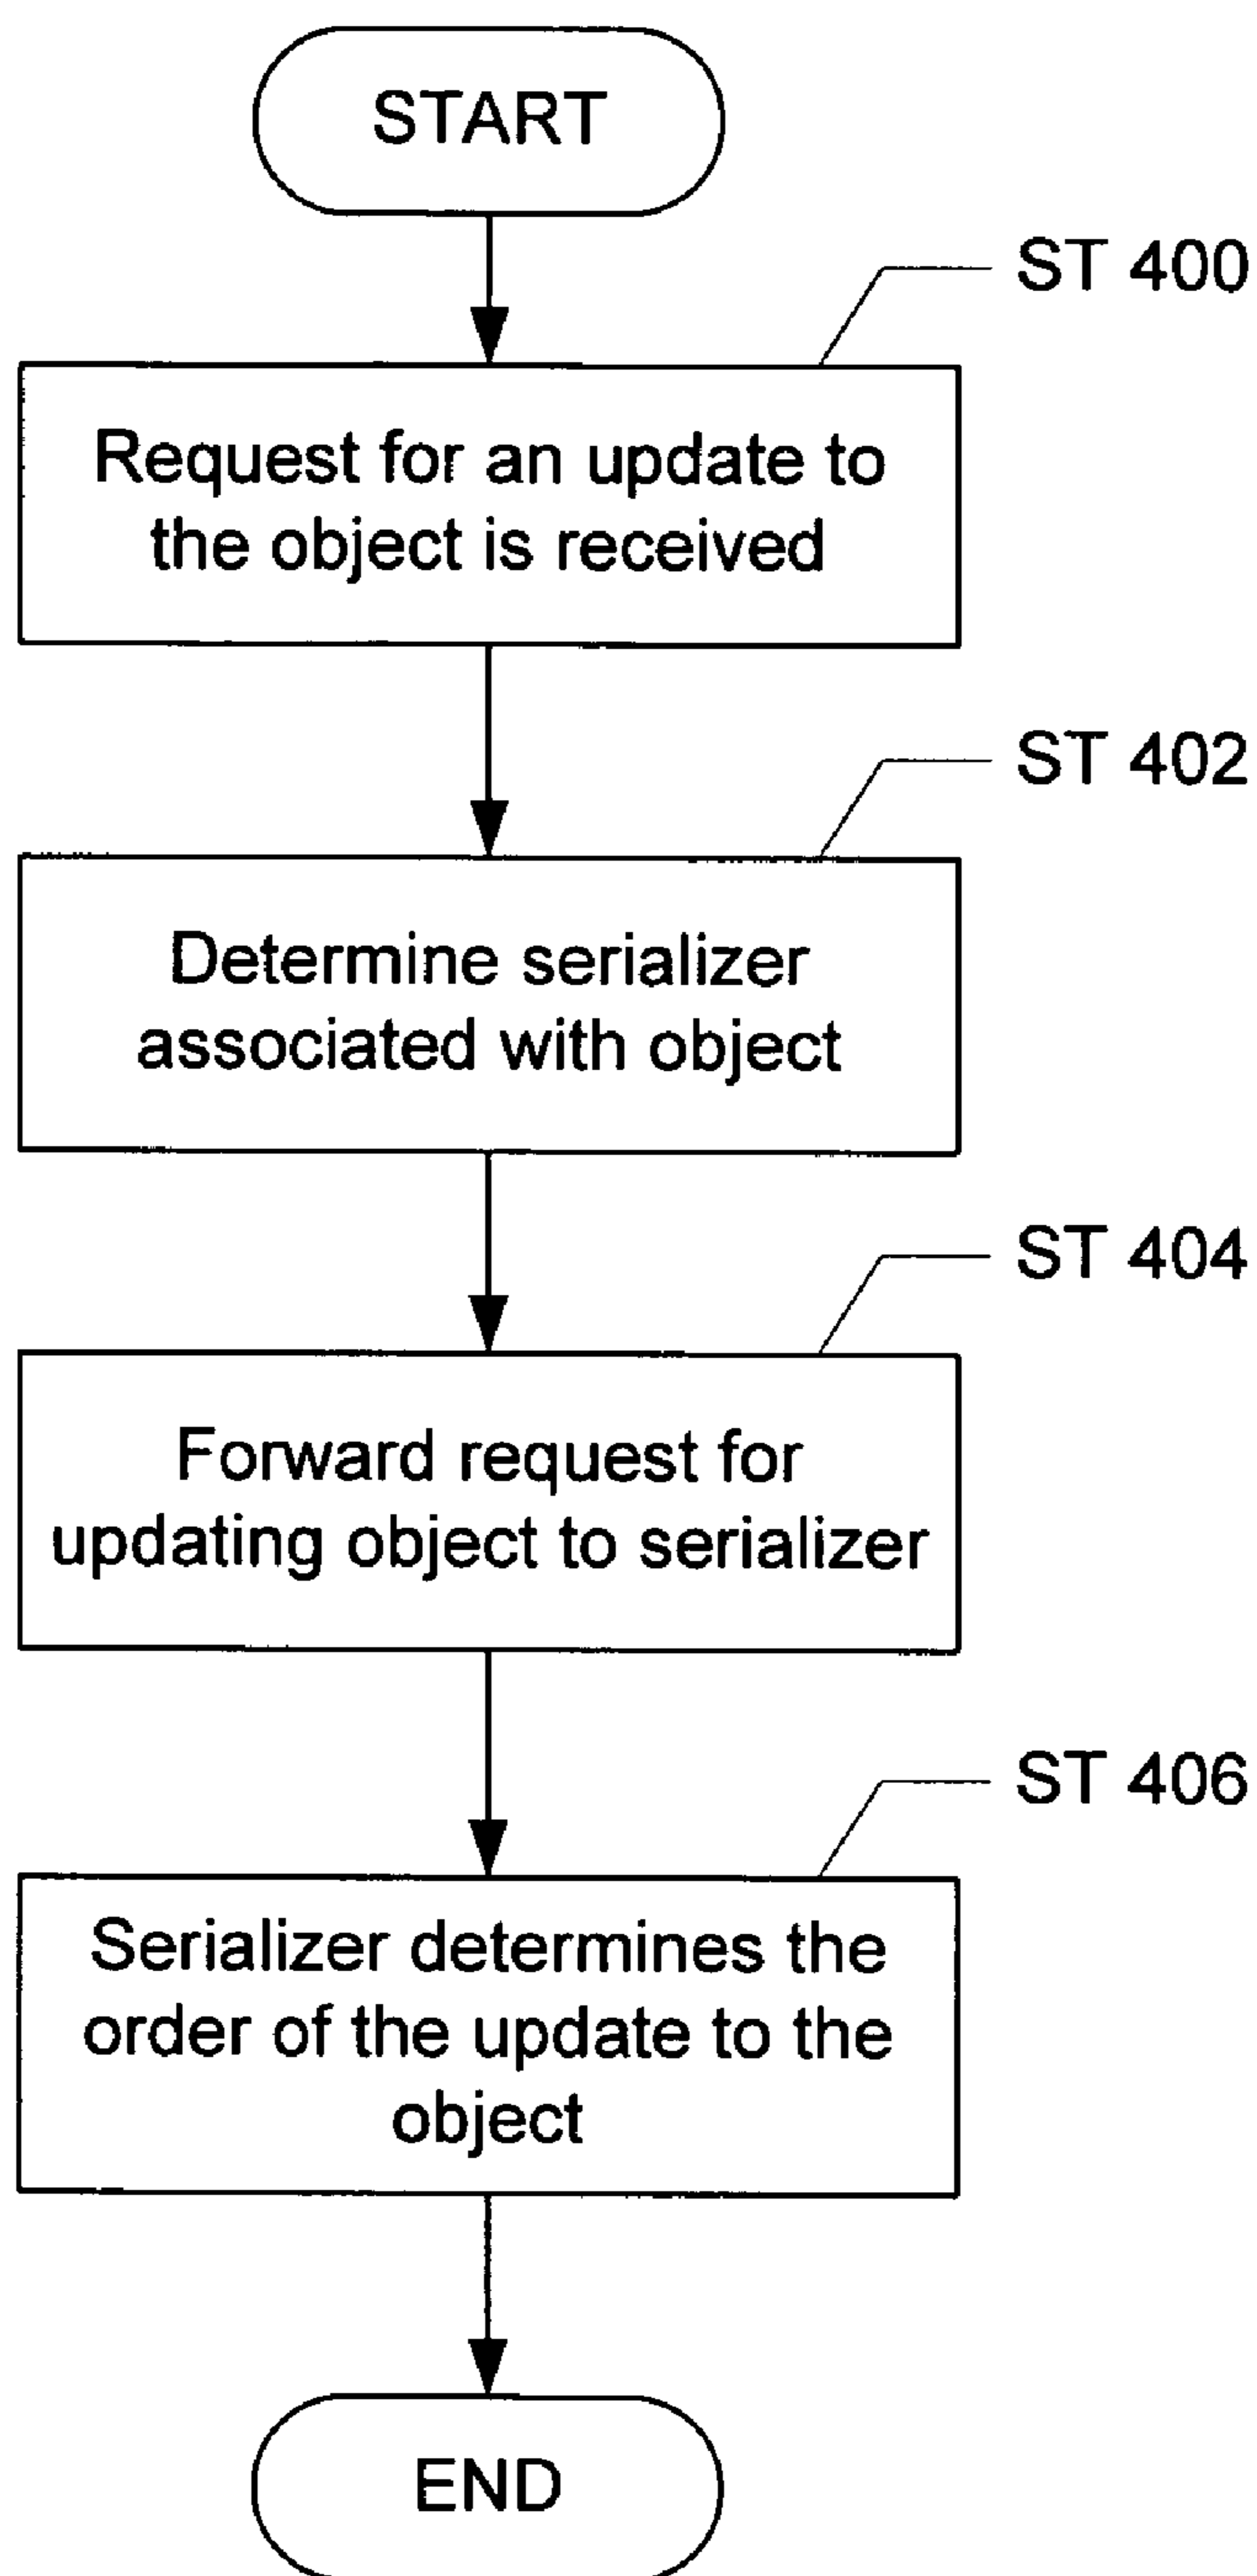 START
ST 400
Request for an update to
the object is received
ST 402
Determine serializer
associated with object
ST 404
Forward request for
updating object to serializer
ST 406
Serializer determines the
order of the update to the
object
END